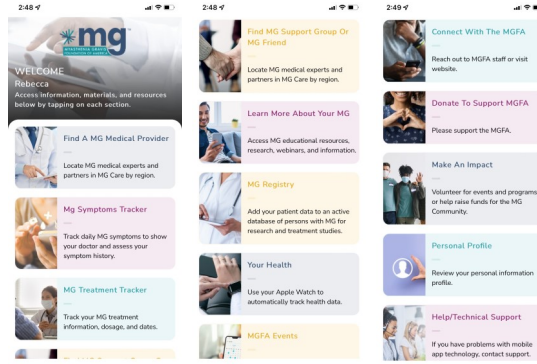 2:48
mg
MYASTHENIA GRAVIS
FOUNDATION OF AMERICA
WELCOME
Rebecca
Access information, materials, and resources
below by tapping on each section.
Find A MG Medical Provider
Locate MG medical experts and
partners in MG Care by region.
Mg Symptoms Tracker
Track daily MG symptoms to show
your doctor and assess your
symptom history.
MG Treatment Tracker
Track your MG treatment
information, dosage, and dates.
2:48
Find MG Support Group Or
MG Friend
Locate MG medical experts and
partners in MG Care by region.
Learn More About Your MG
Access MG educational resources,
research, webinars, and information.
MG Registry
Add your patient data to an active
database of persons with MG for
research and treatment studies.
Your Health
Use your Apple Watch to
automatically track health data.
MGFA Events
2:49
Connect With The MGFA
Reach out to MGFA staff or visit
website.
Donate To Support MGFA
Please support the MGFA.
Make An Impact
Volunteer for events and programs
or help raise funds for the MG
Community.
Personal Profile
Review your personal information
profile.
Help/Technical Support
If you have problems with mobile
app technology, contact support.